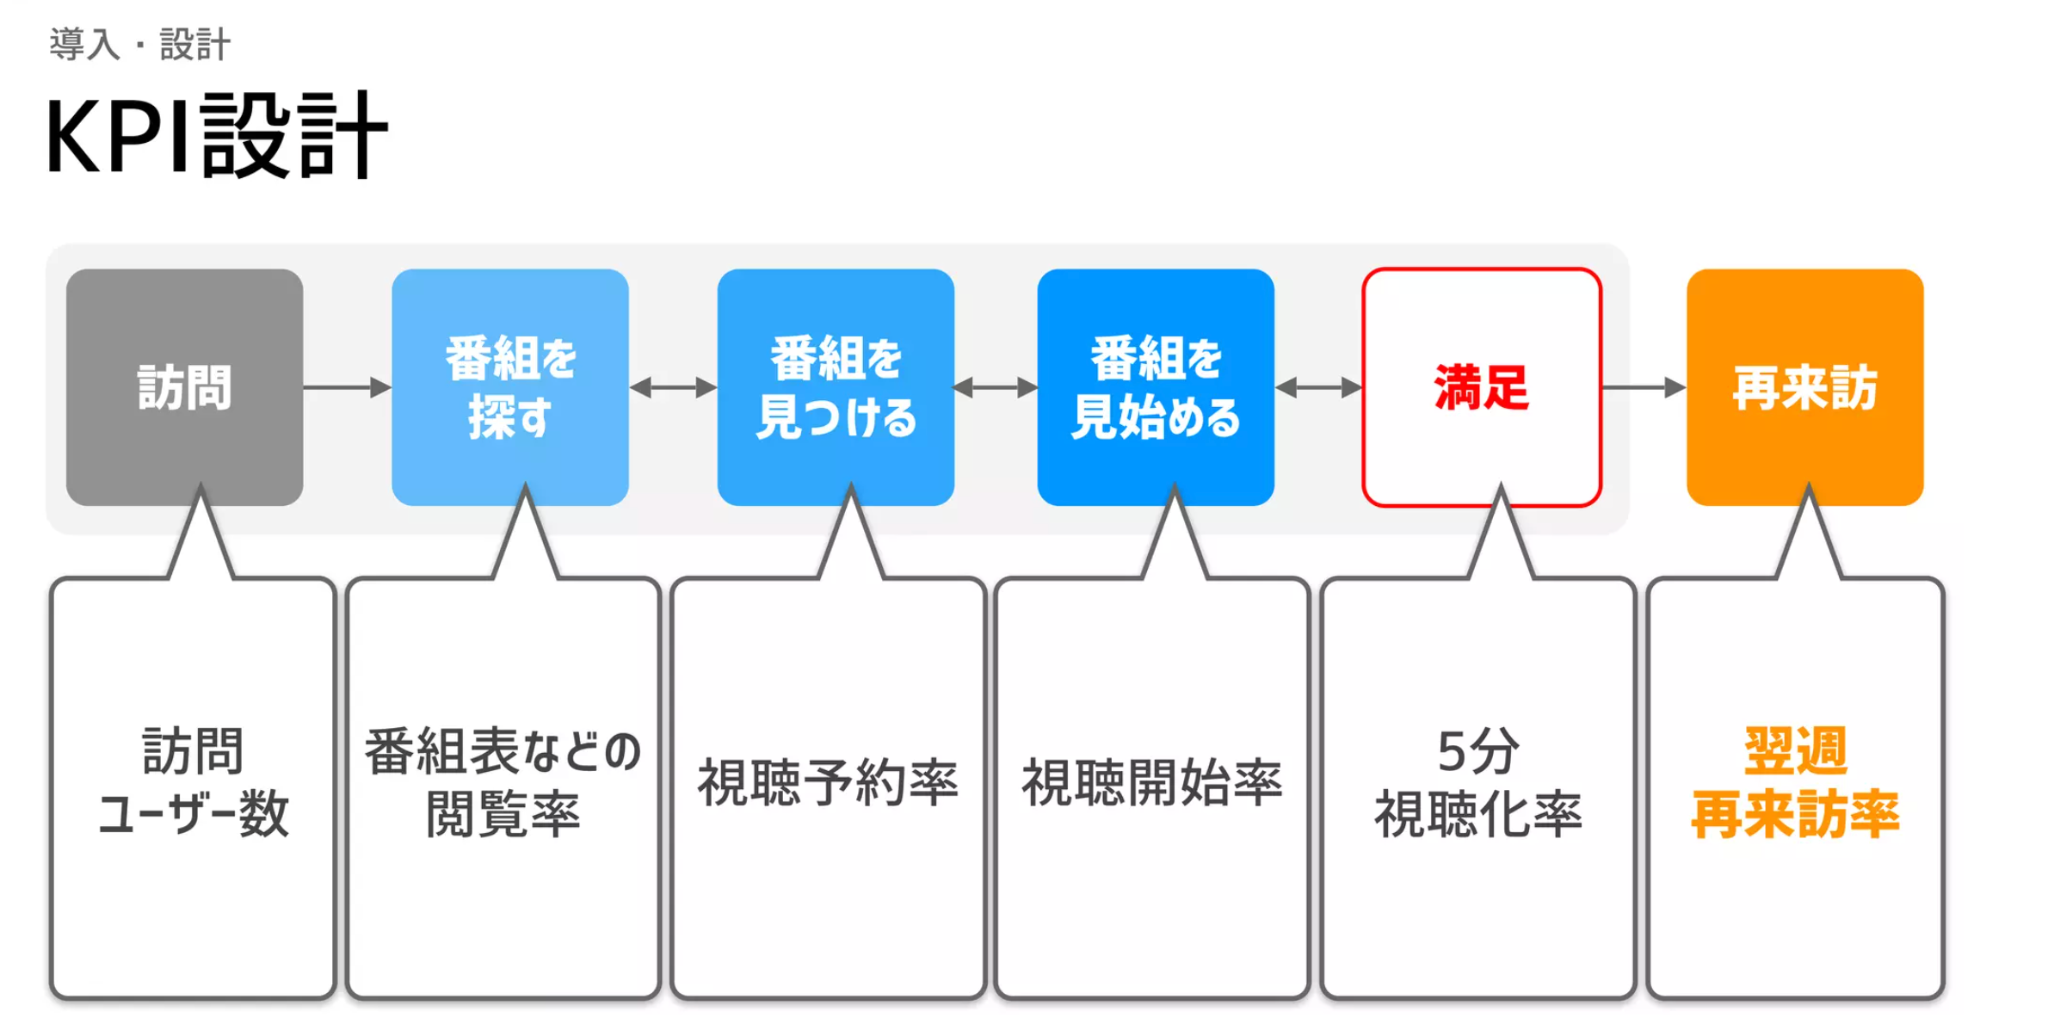 導入・設計
KPI設計
訪問
番組を
探す
番組を
見つける
番組を
見始める
満足
再来訪
訪問
ユーザー数
番組表などの
閲覧率
視聴予約率
視聴開始率
5分
視聴化率
翌週
再来訪率